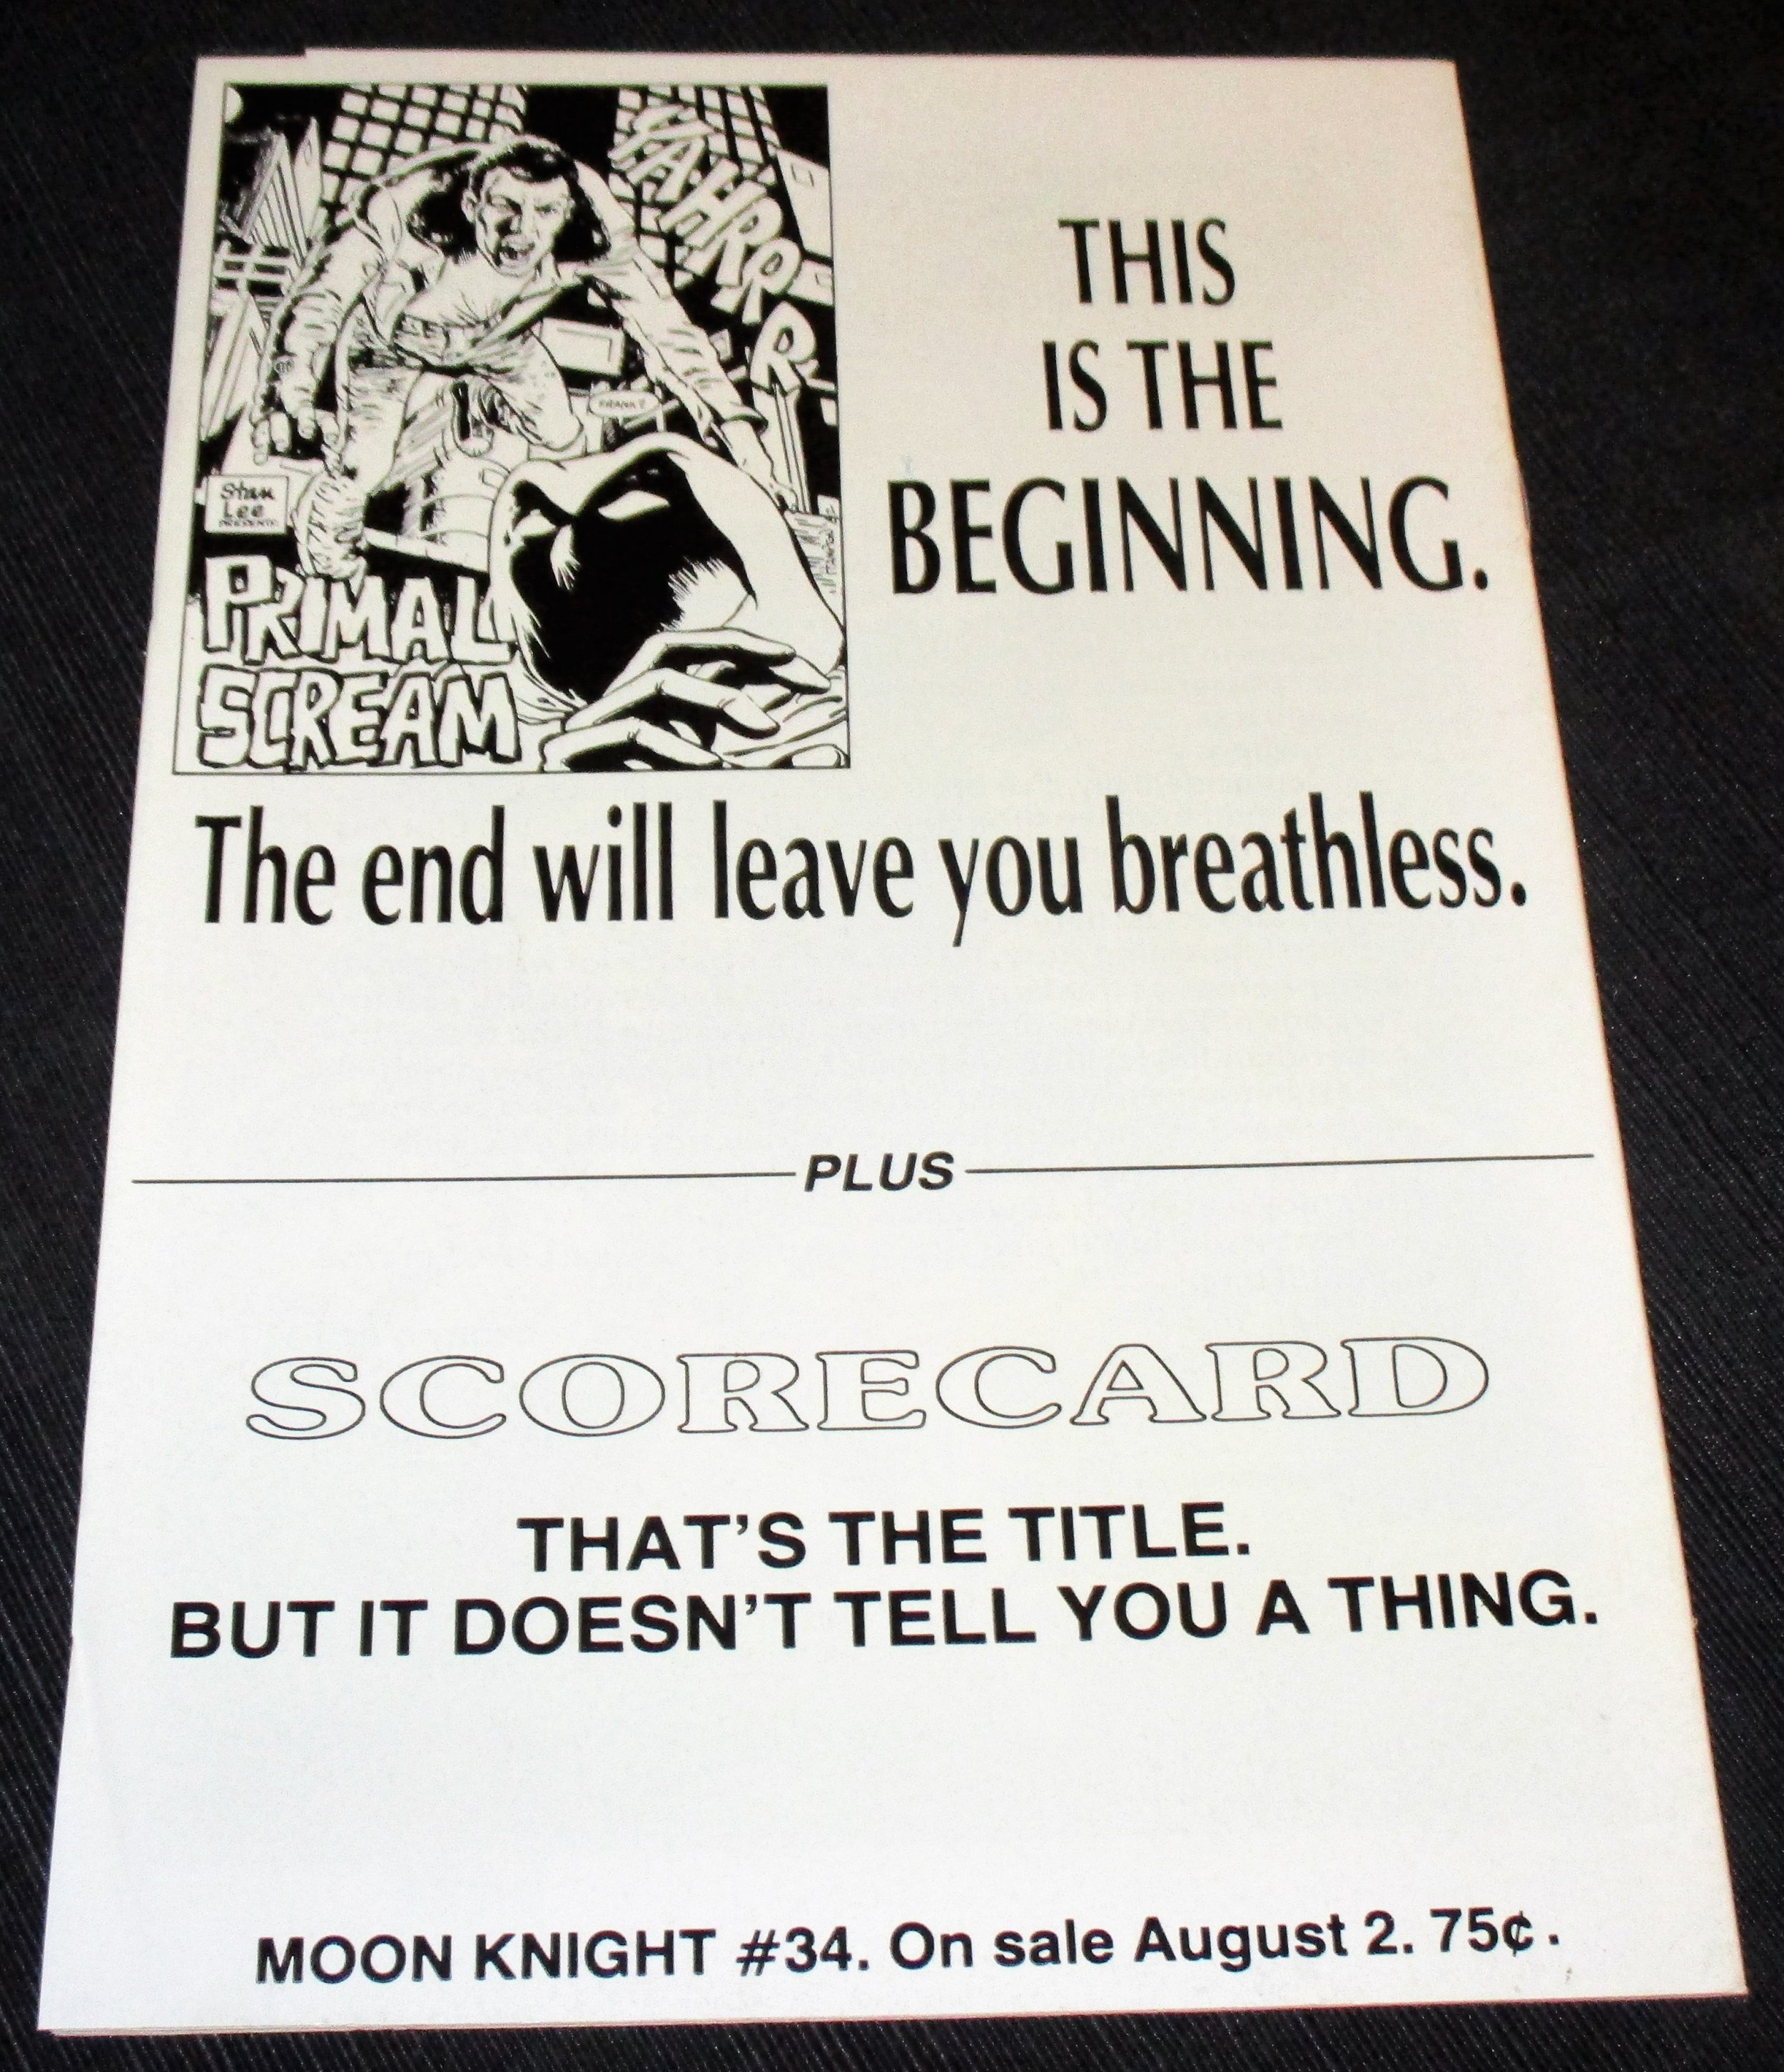 YAHRRRR
Stan
Lee
PRESENTS:
PRIMAL
SCREAM
THIS
IS THE
BEGINNING.
The end will leave you breathless.
PLUS
SCORECARD
THAT'S THE TITLE.
BUT IT DOESN'T TELL YOU A THING.
MOON KNIGHT #34. On sale August 2. 75¢.